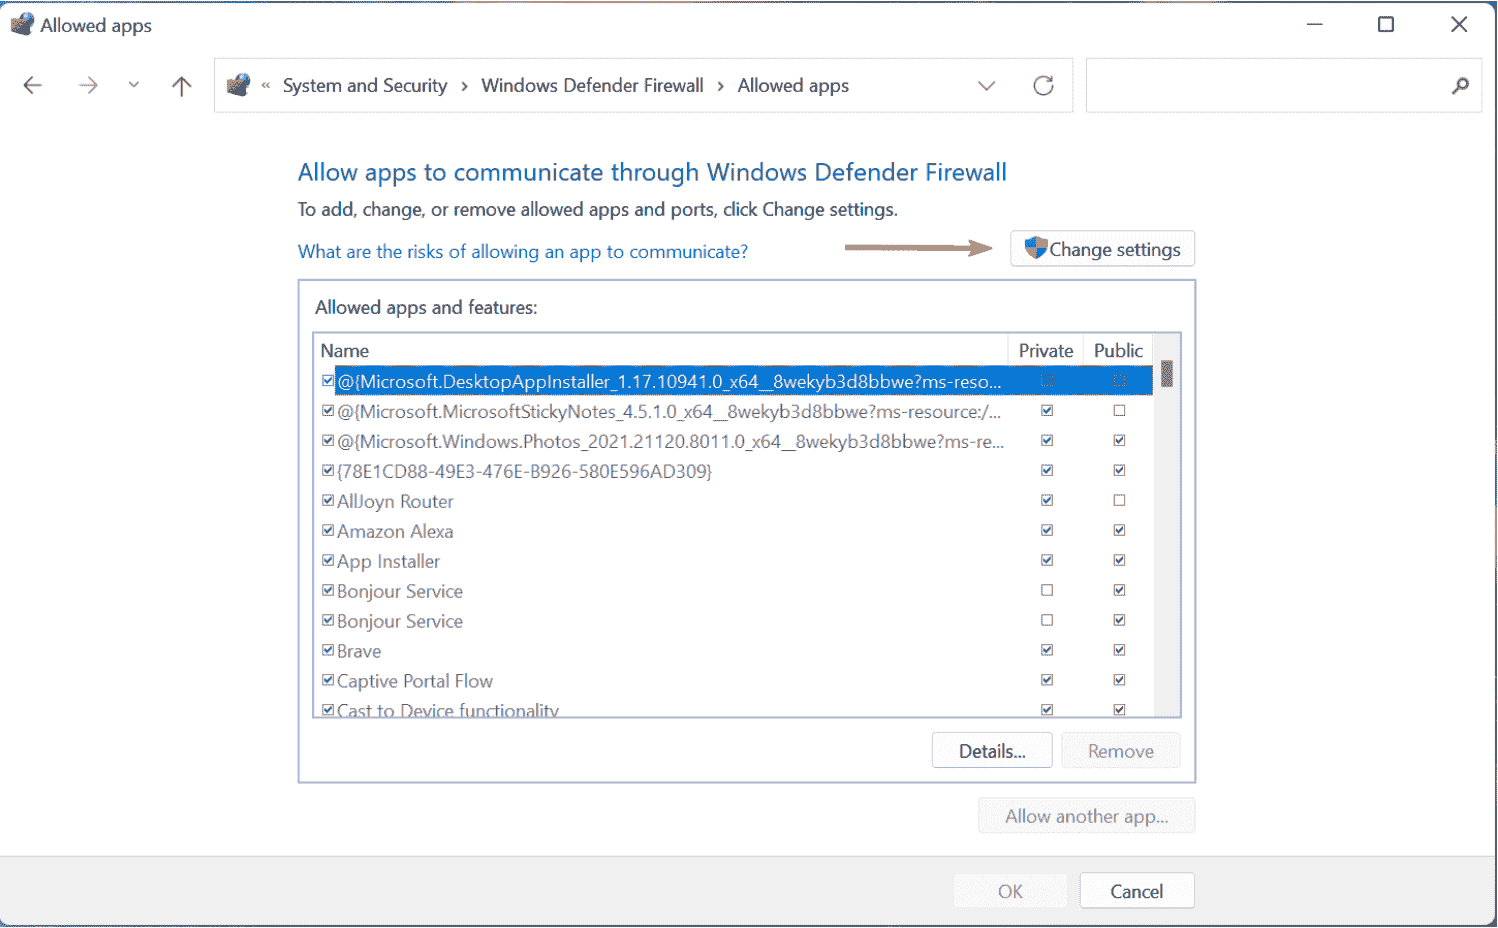 Allowed apps
« System and Security › Windows Defender Firewall › Allowed apps
Allow apps to communicate through Windows Defender Firewall
To add, change, or remove allowed apps and ports, click Change settings.
What are the risks of allowing an app to communicate?
Change settings
Allowed apps and features:
Name Private Public
@{Microsoft.DesktopAppInstaller_1.17.10941.0_x64__8wekyb3d8bbwe?ms-reso...
@{Microsoft.MicrosoftStickyNotes_4.5.1.0_x64__8wekyb3d8bbwe?ms-resource:/...
@{Microsoft.Windows.Photos_2021.21120.8011.0_x64__8wekyb3d8bbwe?ms-re...
{78E1CD88-49E3-476E-B926-580E596AD309}
AllJoyn Router
Amazon Alexa
App Installer
Bonjour Service
Bonjour Service
Brave
Captive Portal Flow
Cast to Device functionality
Details... Remove
Allow another app...
OK Cancel